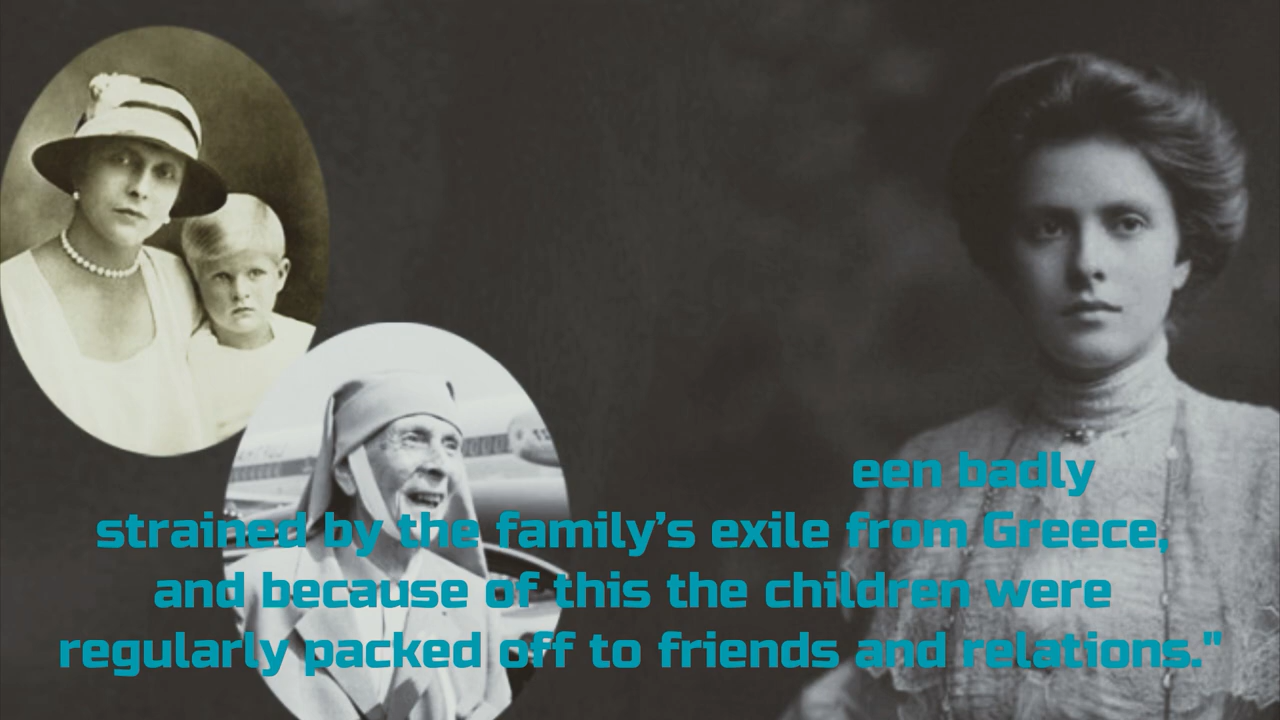 een badly
strained by the family’s exile from Greece,
and because of this the children were
regularly packed off to friends and relations."